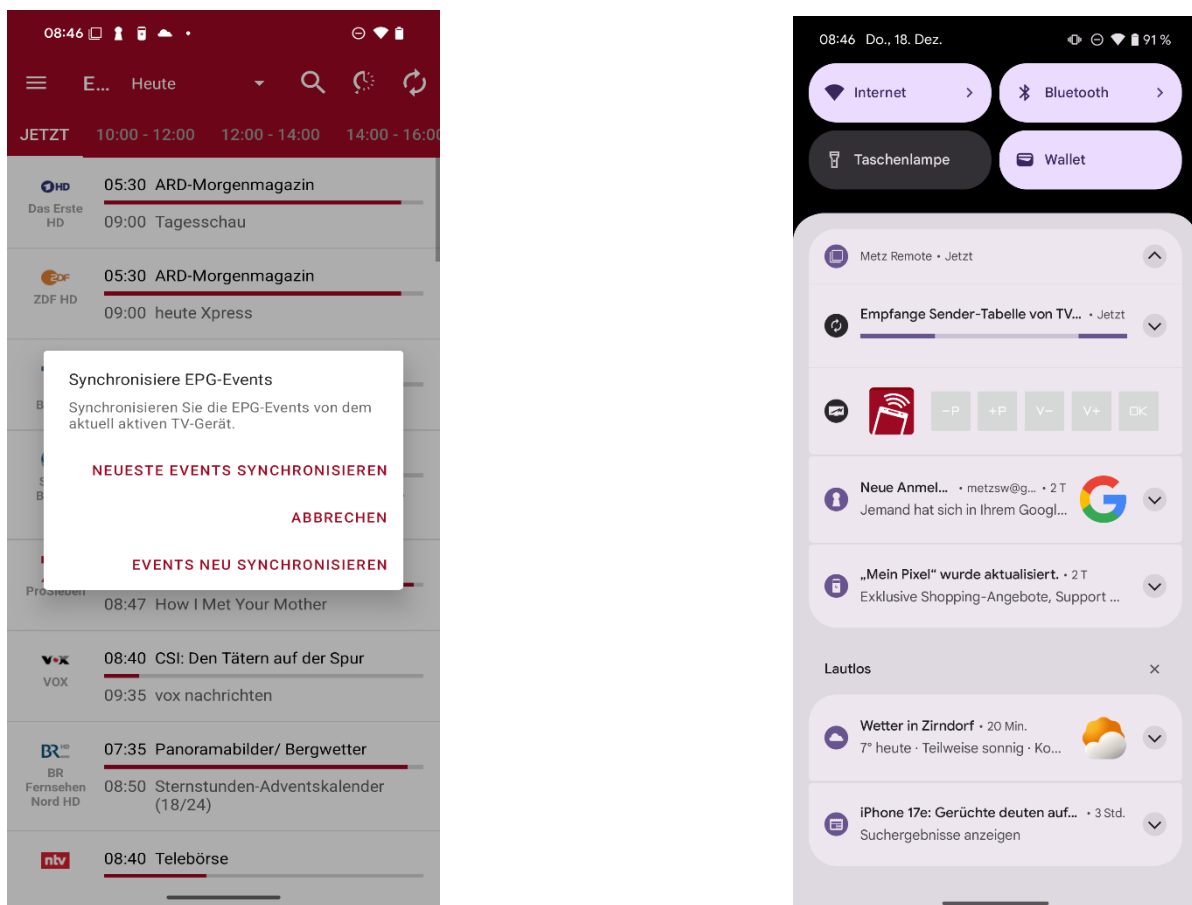 08:46
E... Heute
JETZT 10:00 - 12:00 12:00 - 14:00 14:00 - 16:00
HD
Das Erste
HD
05:30 ARD-Morgenmagazin
09:00 Tagesschau
ZDF
ZDF HD
05:30 ARD-Morgenmagazin
09:00 heute Xpress
Synchronisiere EPG-Events
Synchronisieren Sie die EPG-Events von dem
aktuell aktiven TV-Gerät.
NEUESTE EVENTS SYNCHRONISIEREN
ABBRECHEN
EVENTS NEU SYNCHRONISIEREN
B
S
B
ProSieben
08:47 How I Met Your Mother
VOX
VOX
08:40 CSI: Den Tätern auf der Spur
09:35 vox nachrichten
BR HD
BR
Fernsehen
Nord HD
07:35 Panoramabilder/ Bergwetter
08:50 Sternstunden-Adventskalender
(18/24)
ntv
08:40 Telebörse
08:46 Do., 18. Dez. 91 %
Internet
Bluetooth
Taschenlampe
Wallet
Metz Remote • Jetzt
Empfange Sender-Tabelle von TV... • Jetzt
-P +P V- V+ OK
Neue Anmel... • metzsw@g... • 2 T
Jemand hat sich in Ihrem Googl...
G
„Mein Pixel“ wurde aktualisiert. • 2 T
Exklusive Shopping-Angebote, Support ...
Lautlos
Wetter in Zirndorf • 20 Min.
7° heute · Teilweise sonnig · Ko...
iPhone 17e: Gerüchte deuten auf... • 3 Std.
Suchergebnisse anzeigen